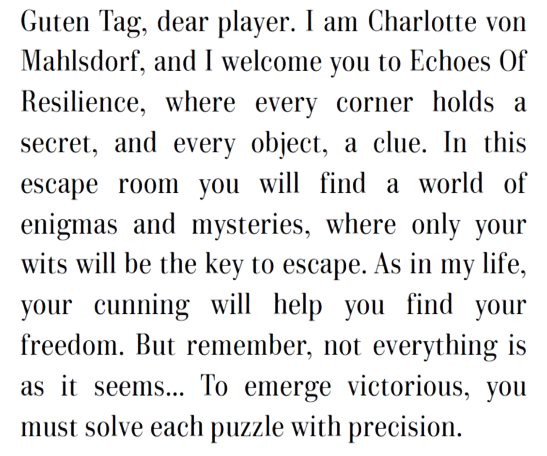 Guten Tag, dear player. I am Charlotte von
Mahlsdorf, and I welcome you to Echoes Of
Resilience, where every corner holds a
secret, and every object, a clue. In this
escape room you will find a world of
enigmas and mysteries, where only your
wits will be the key to escape. As in my life,
your cunning will help you find your
freedom. But remember, not everything is
as it seems... To emerge victorious, you
must solve each puzzle with precision.